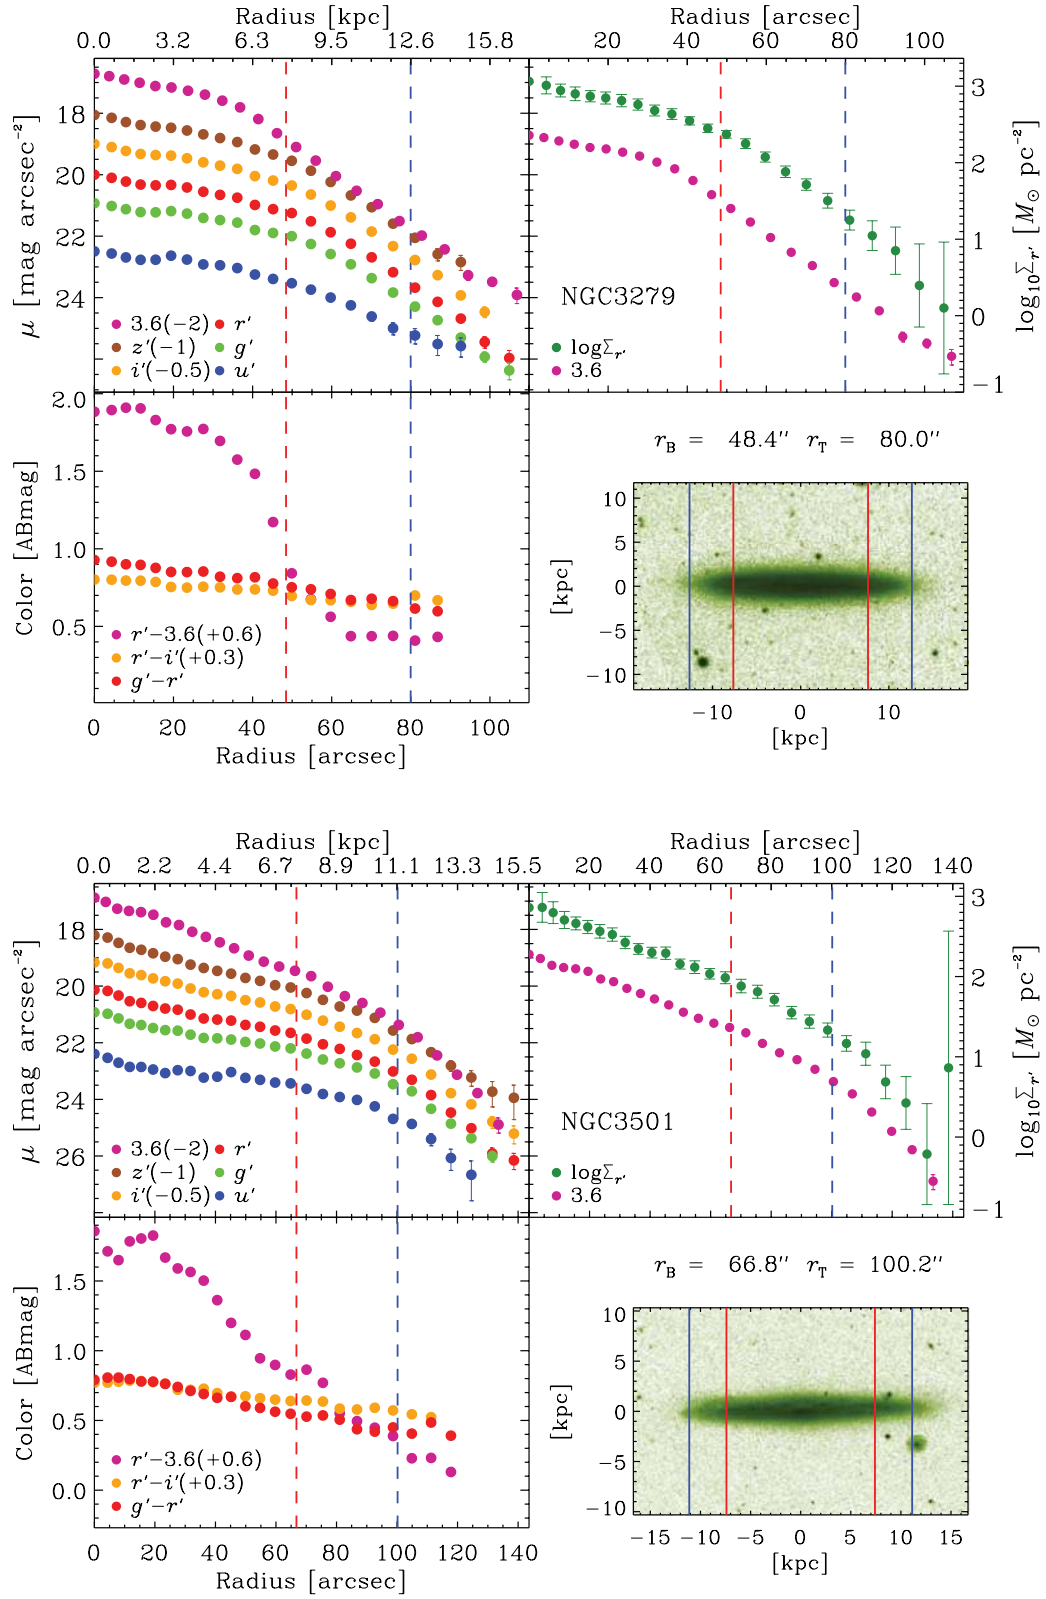 Radius [kpc] Radius [arcsec]
0.0 3.2 6.3 9.5 12.6 15.8 20 40 60 80 100
μ [mag arcsec⁻²]
18
20
22
24
3.6(−2) r′
z′(−1) g′
i′(−0.5) u′
NGC3279
logΣr′
3.6
3
2
1
0
−1
log₁₀Σr′ [M⊙ pc⁻²]
Color [ABmag]
2.0
1.5
1.0
0.5
r′−3.6(+0.6)
r′−i′(+0.3)
g′−r′
0 20 40 60 80 100
Radius [arcsec]
rB = 48.4″ rT = 80.0″
[kpc]
10
5
0
−5
−10
−10 0 10
[kpc]
Radius [kpc] Radius [arcsec]
0.0 2.2 4.4 6.7 8.9 11.1 13.3 15.5 20 40 60 80 100 120 140
μ [mag arcsec⁻²]
18
20
22
24
26
3.6(−2) r′
z′(−1) g′
i′(−0.5) u′
NGC3501
logΣr′
3.6
3
2
1
0
−1
log₁₀Σr′ [M⊙ pc⁻²]
Color [ABmag]
1.5
1.0
0.5
0.0
r′−3.6(+0.6)
r′−i′(+0.3)
g′−r′
0 20 40 60 80 100 120 140
Radius [arcsec]
rB = 66.8″ rT = 100.2″
[kpc]
10
5
0
−5
−10
−15 −10 −5 0 5 10 15
[kpc]